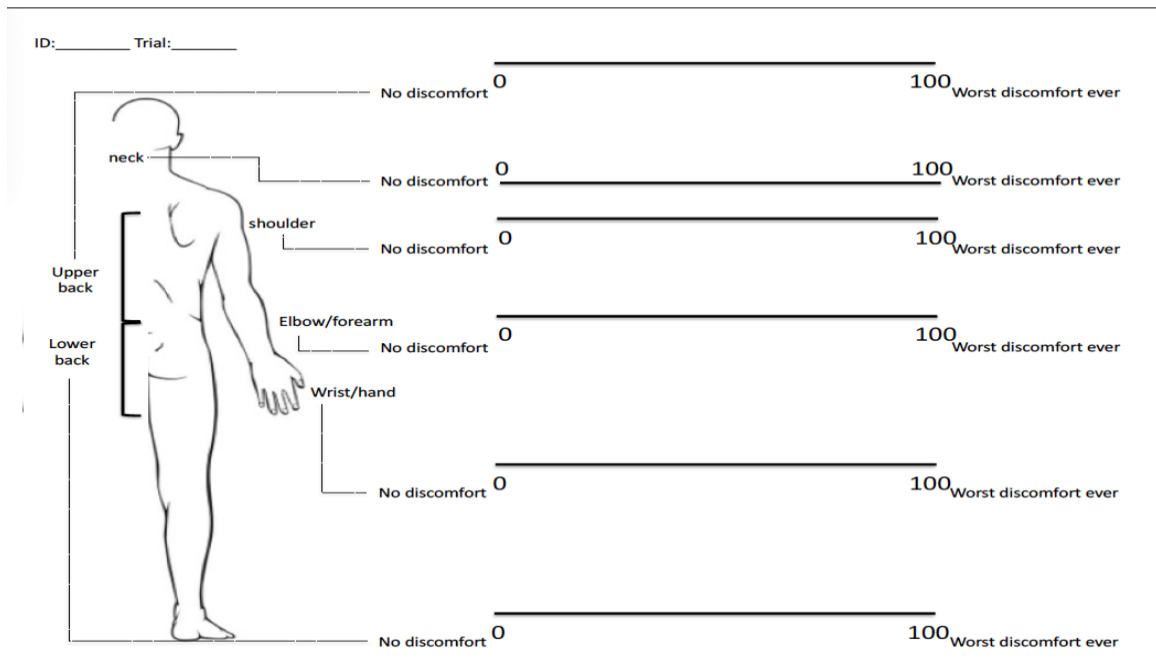 ID:_________ Trial:________
0 100
No discomfort Worst discomfort ever
neck
0 100
No discomfort Worst discomfort ever
shoulder
0 100
No discomfort Worst discomfort ever
Upper
back
Elbow/forearm
0 100
No discomfort Worst discomfort ever
Lower
back
Wrist/hand
0 100
No discomfort Worst discomfort ever
0 100
No discomfort Worst discomfort ever